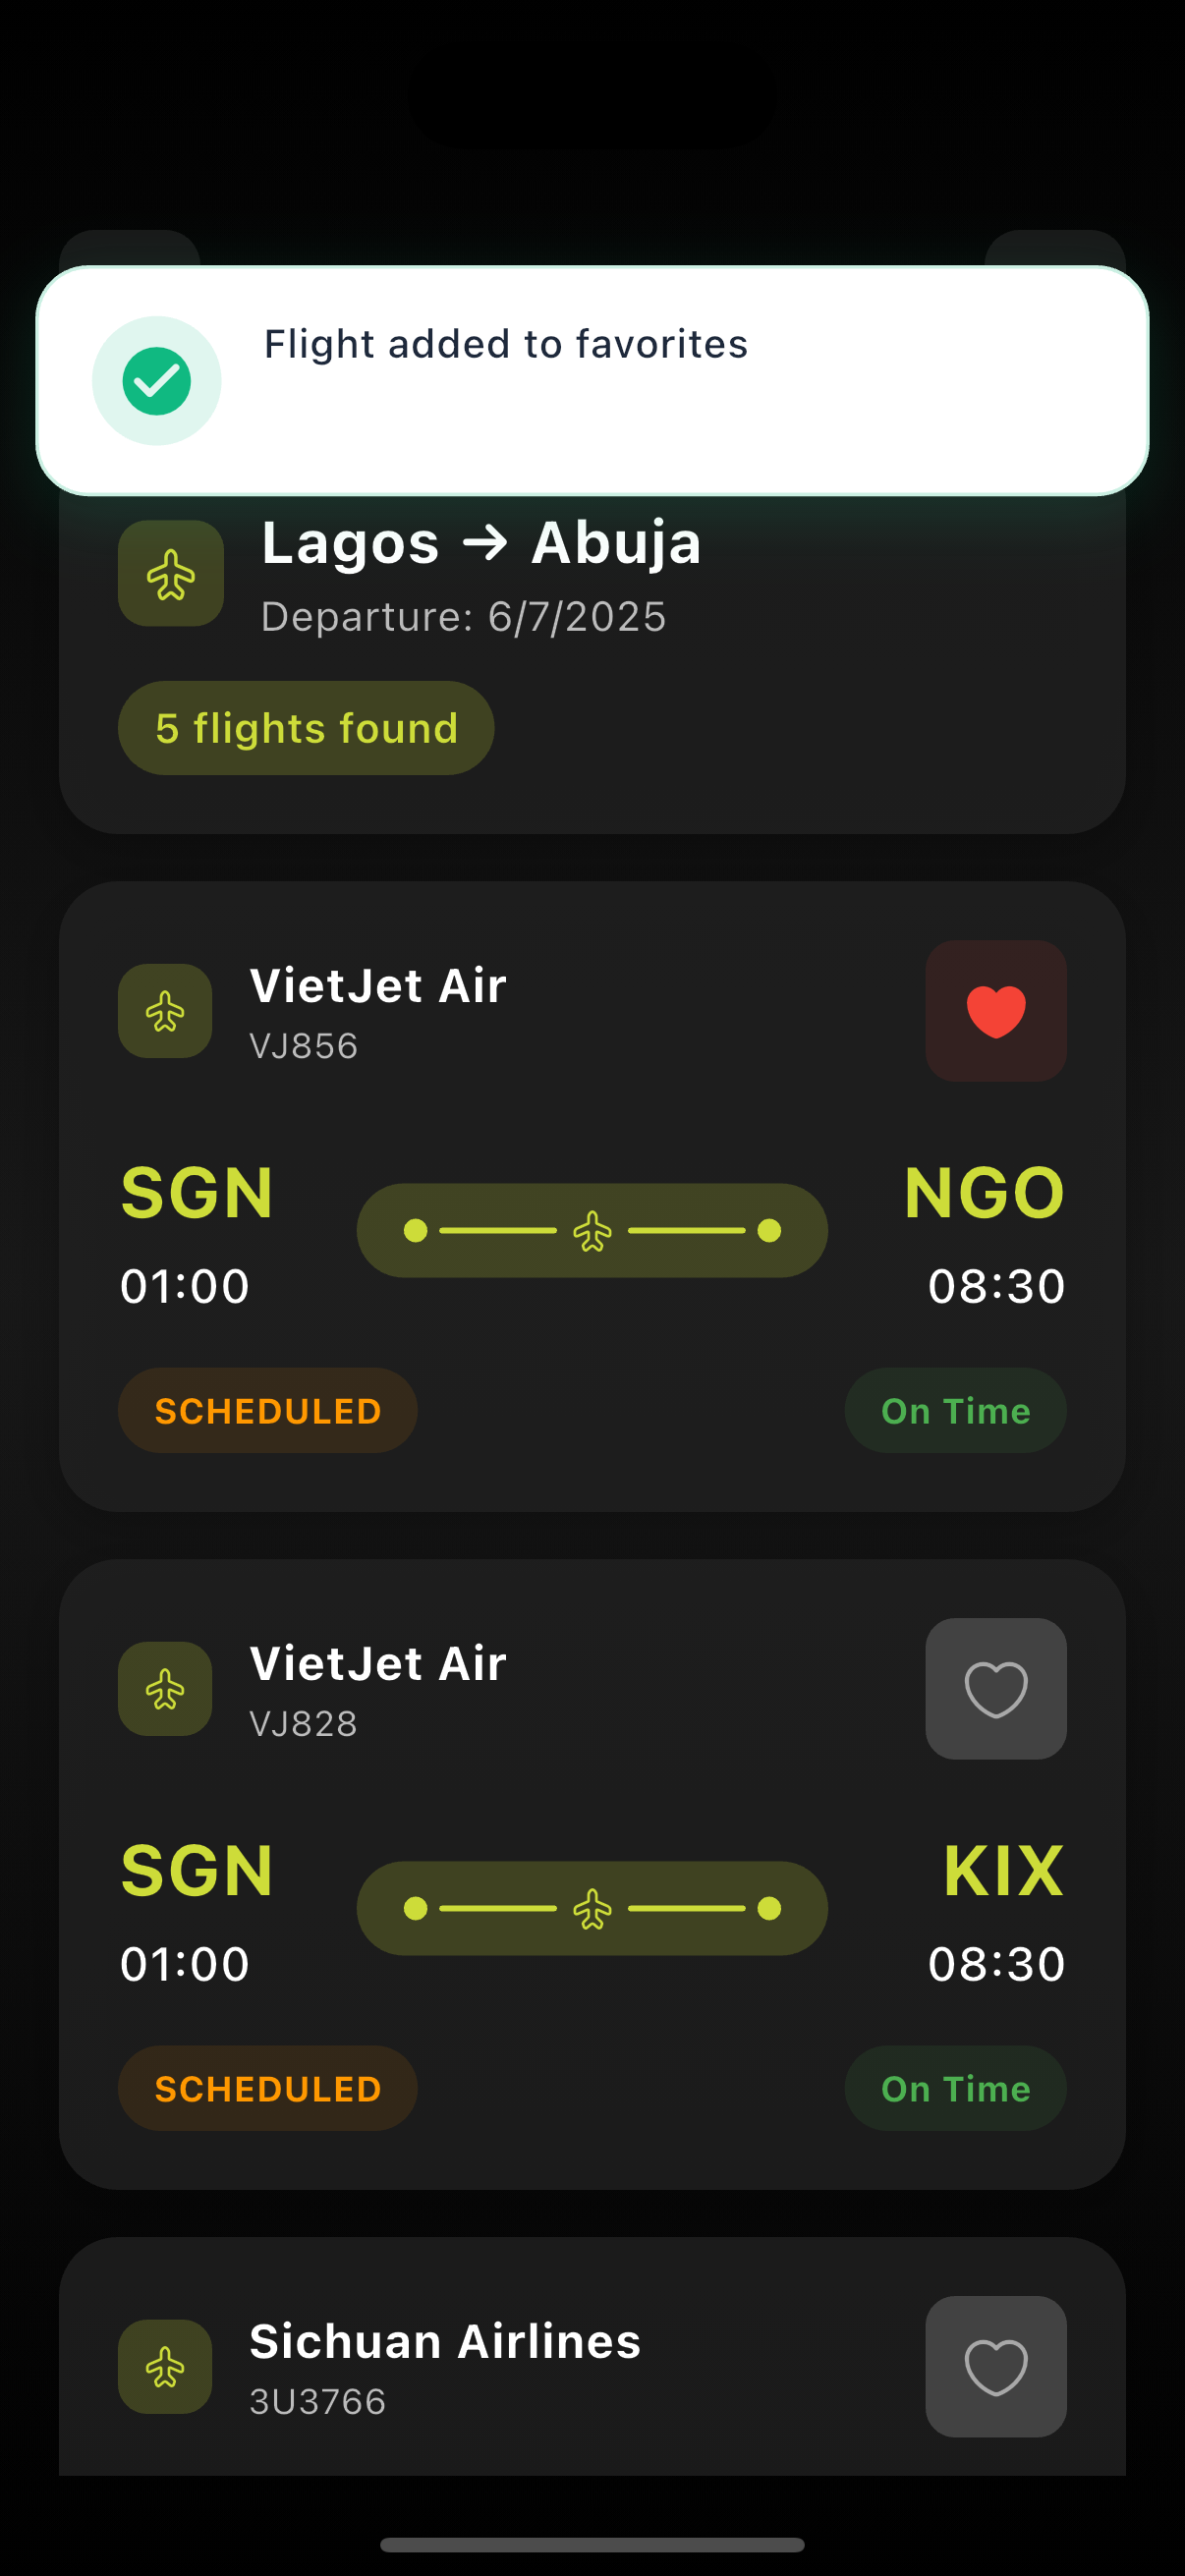 Flight added to favorites
Lagos → Abuja
Departure: 6/7/2025
5 flights found
VietJet Air
VJ856
SGN
NGO
01:00
08:30
SCHEDULED
On Time
VietJet Air
VJ828
SGN
KIX
01:00
08:30
SCHEDULED
On Time
Sichuan Airlines
3U3766